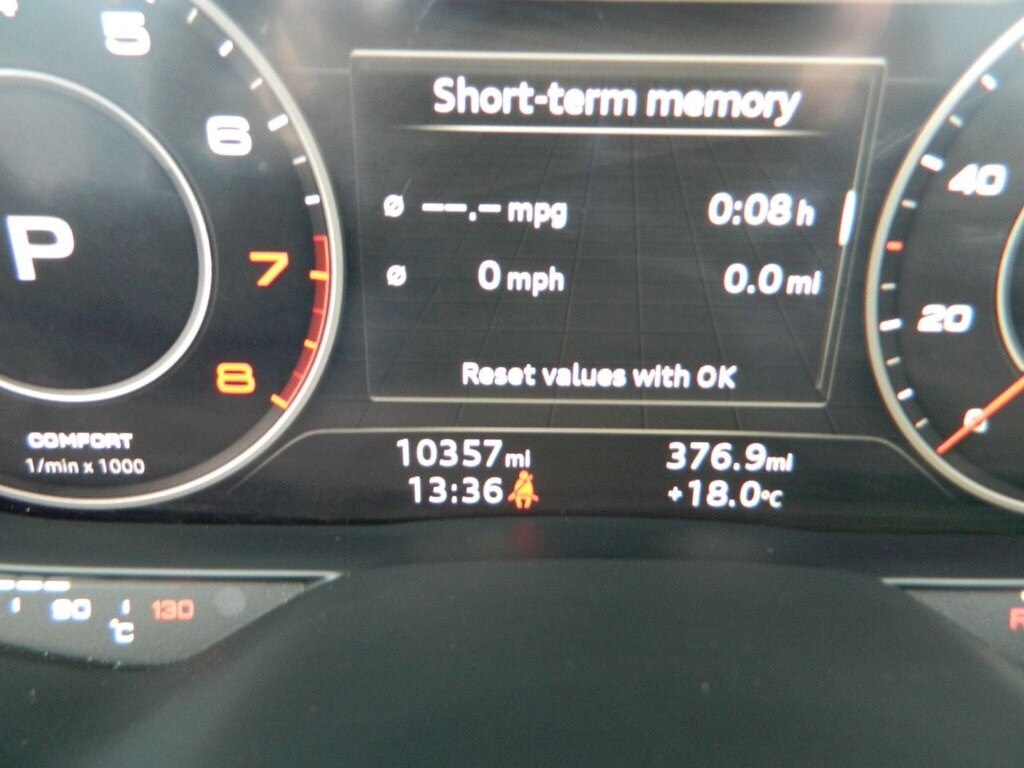 5
6
7
8
P
COMFORT
1/min x 1000
Short-term memory
Ø --.- mpg 0:08 h
Ø 0 mph 0.0 mi
Reset values with OK
10357 mi 376.9 mi
13:36 +18.0°C
40
20
0
90 130
°C
R